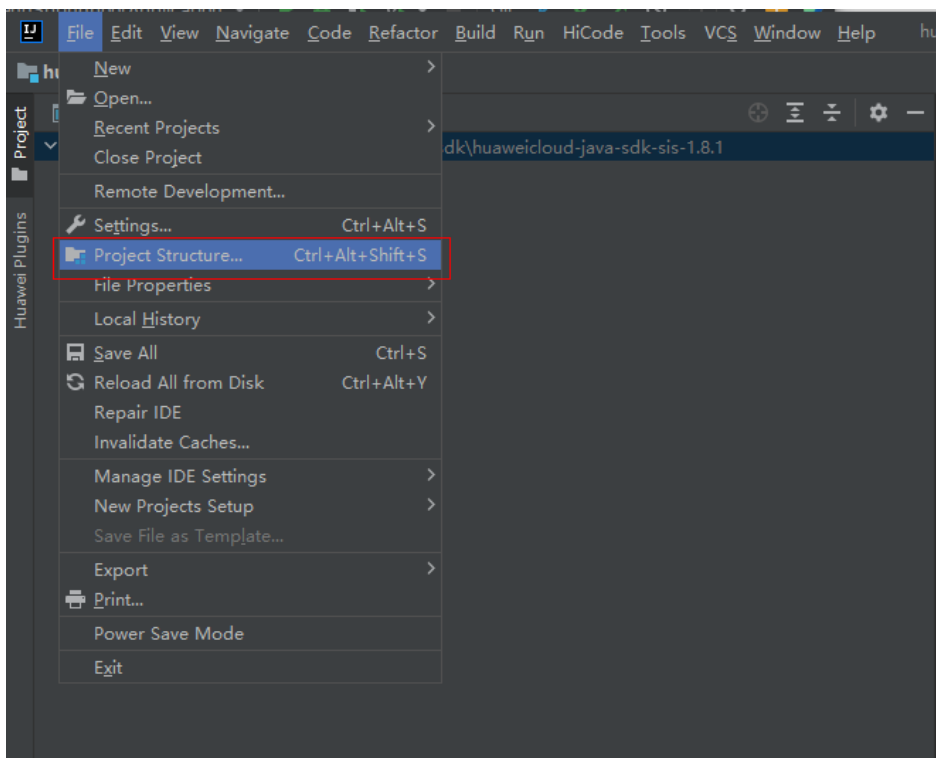 IJ File Edit View Navigate Code Refactor Build Run HiCode Tools VCS Window Help hu
hu
New
Open...
Recent Projects
Close Project
dk\huaweicloud-java-sdk-sis-1.8.1
Remote Development...
Settings... Ctrl+Alt+S
Project Structure... Ctrl+Alt+Shift+S
File Properties
Local History
Save All Ctrl+S
Reload All from Disk Ctrl+Alt+Y
Repair IDE
Invalidate Caches...
Manage IDE Settings
New Projects Setup
Save File as Template...
Export
Print...
Power Save Mode
Exit
Project
Huawei Plugins